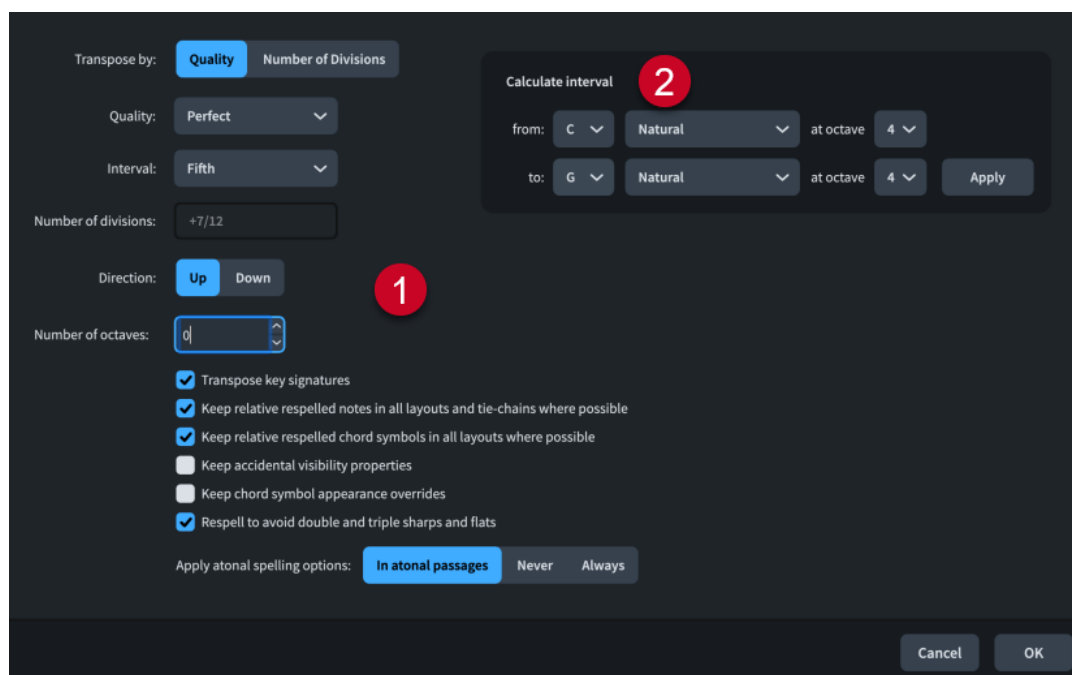 Transpose by: Quality Number of Divisions
Quality: Perfect
Interval: Fifth
Number of divisions: +7/12
Direction: Up Down
1
Number of octaves: 0
Transpose key signatures
Keep relative respelled notes in all layouts and tie-chains where possible
Keep relative respelled chord symbols in all layouts where possible
Keep accidental visibility properties
Keep chord symbol appearance overrides
Respell to avoid double and triple sharps and flats
Apply atonal spelling options: In atonal passages Never Always
Calculate interval 2
from: C Natural at octave 4
to: G Natural at octave 4 Apply
Cancel OK